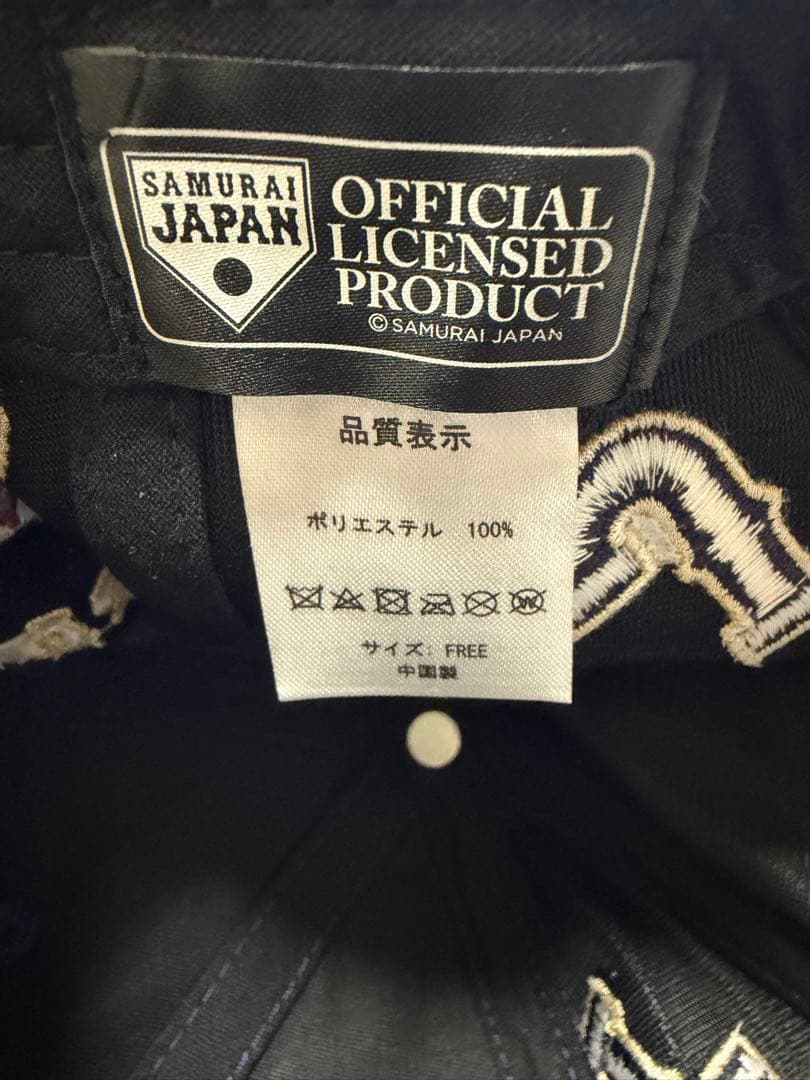 SAMURAI
JAPAN
OFFICIAL
LICENSED
PRODUCT
© SAMURAI JAPAN
品質表示
ポリエステル 100%
W
サイズ: FREE
中国製